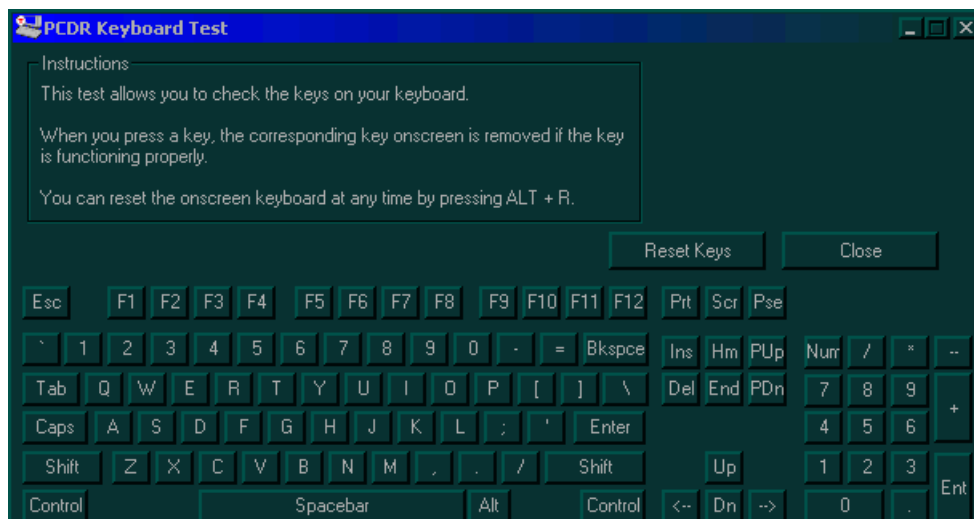 PCDR Keyboard Test
Instructions
This test allows you to check the keys on your keyboard.
When you press a key, the corresponding key onscreen is removed if the key
is functioning properly.
You can reset the onscreen keyboard at any time by pressing ALT + R.
Reset Keys Close
Esc F1 F2 F3 F4 F5 F6 F7 F8 F9 F10 F11 F12 Prt Scr Pse
` 1 2 3 4 5 6 7 8 9 0 - = Bkspce Ins Hm PUp Num / * --
Tab Q W E R T Y U I O P [ ] \ Del End PDn 7 8 9 +
Caps A S D F G H J K L ; ' Enter 4 5 6
Shift Z X C V B N M , . / Shift Up 1 2 3 Ent
Control Spacebar Alt Control <-- Dn --> 0 .